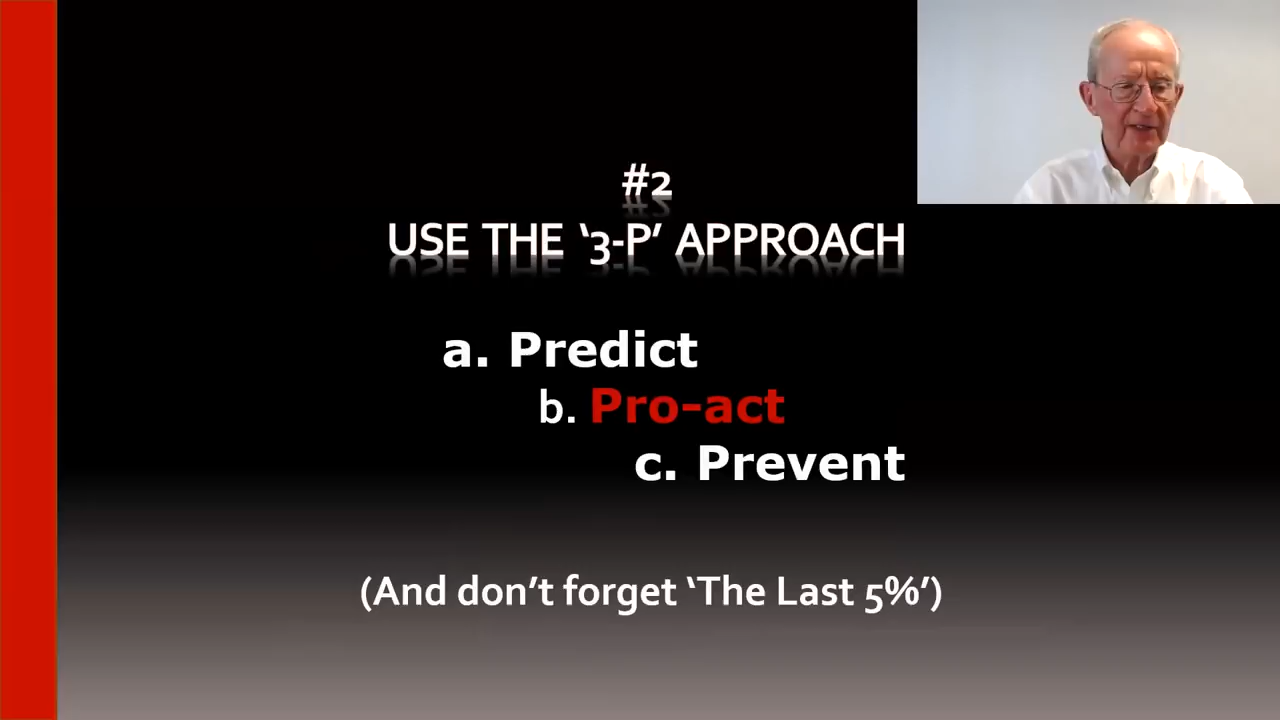 #2
USE THE ‘3-P’ APPROACH
a. Predict
b. Pro-act
c. Prevent
(And don’t forget ‘The Last 5%’)